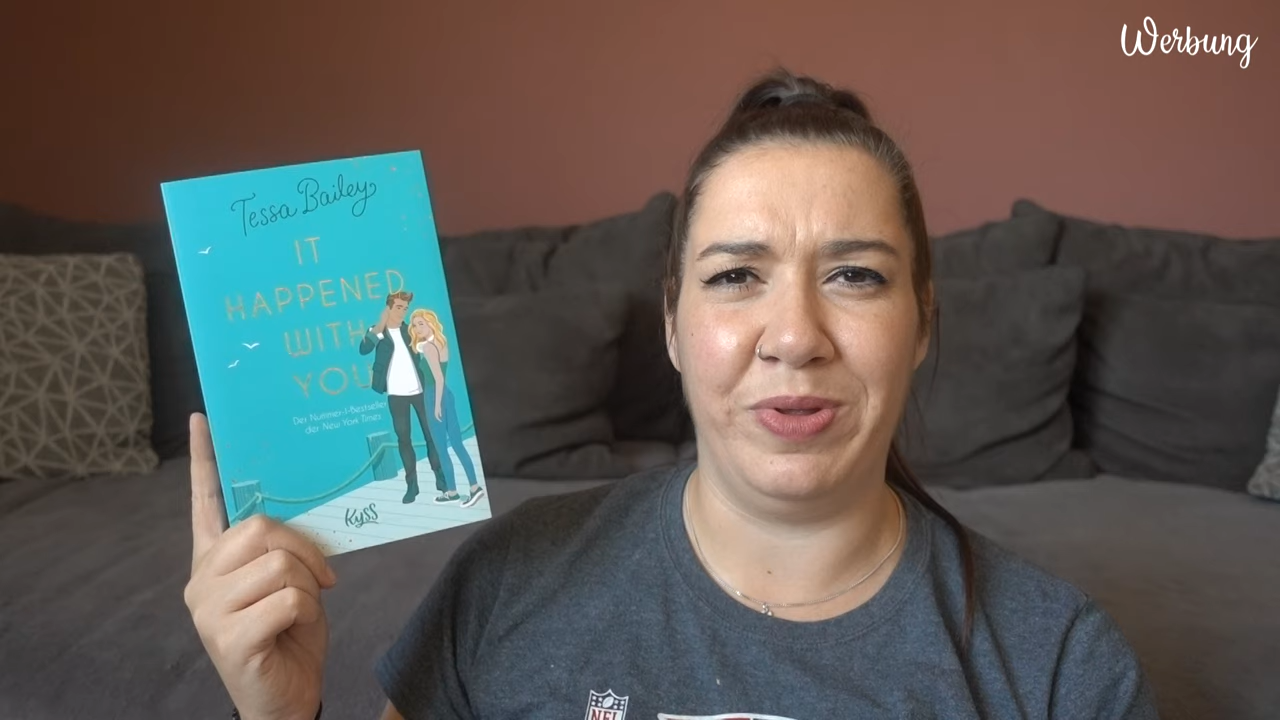 Werbung
Tessa Bailey
IT
HAPPENED
WITH
YOU
Der Nummer-1-Bestseller
der New York Times
KYSS
NFL